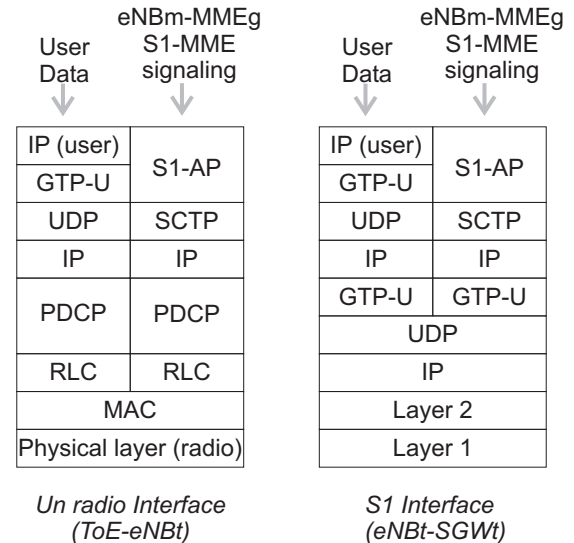 User
Data
eNBm-MMEg
S1-MME
signaling
IP (user)
GTP-U
S1-AP
UDP
SCTP
IP
IP
PDCP
PDCP
RLC
RLC
MAC
Physical layer (radio)
Un radio Interface
(ToE-eNBt)
User
Data
eNBm-MMEg
S1-MME
signaling
IP (user)
GTP-U
S1-AP
UDP
SCTP
IP
IP
GTP-U
GTP-U
UDP
IP
Layer 2
Layer 1
S1 Interface
(eNBt-SGWt)